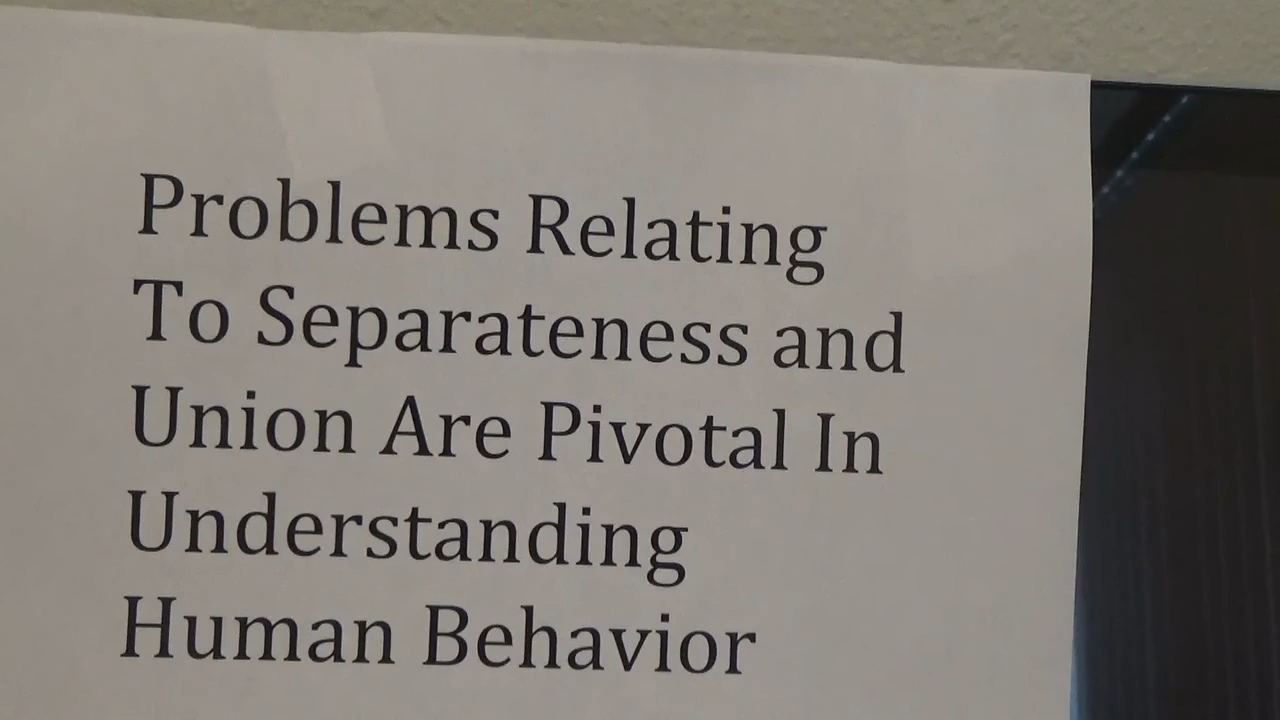 Problems Relating
To Separateness and
Union Are Pivotal In
Understanding
Human Behavior